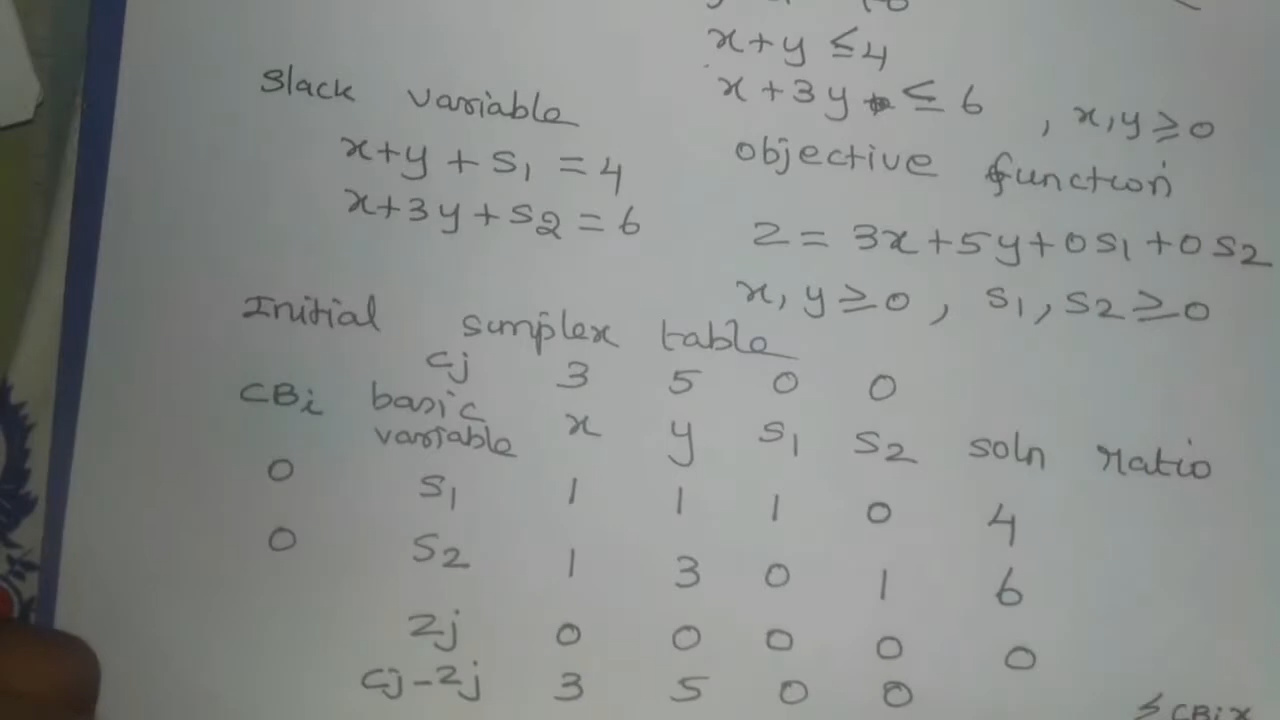 x+y ≤4
x+3y ≤ 6 , x,y ≥ 0
Slack variable
x+y+S1 = 4
x+3y+S2 = 6
objective function
Z = 3x+5y+0S1+0S2
x, y ≥ 0, S1, S2 ≥ 0
Initial simplex table
Cj 3 5 0 0
CBi basic variable x y S1 S2 soln ratio
0 S1 1 1 1 0 4
0 S2 1 3 0 1 6
Zj 0 0 0 0 0
Cj-Zj 3 5 0 0